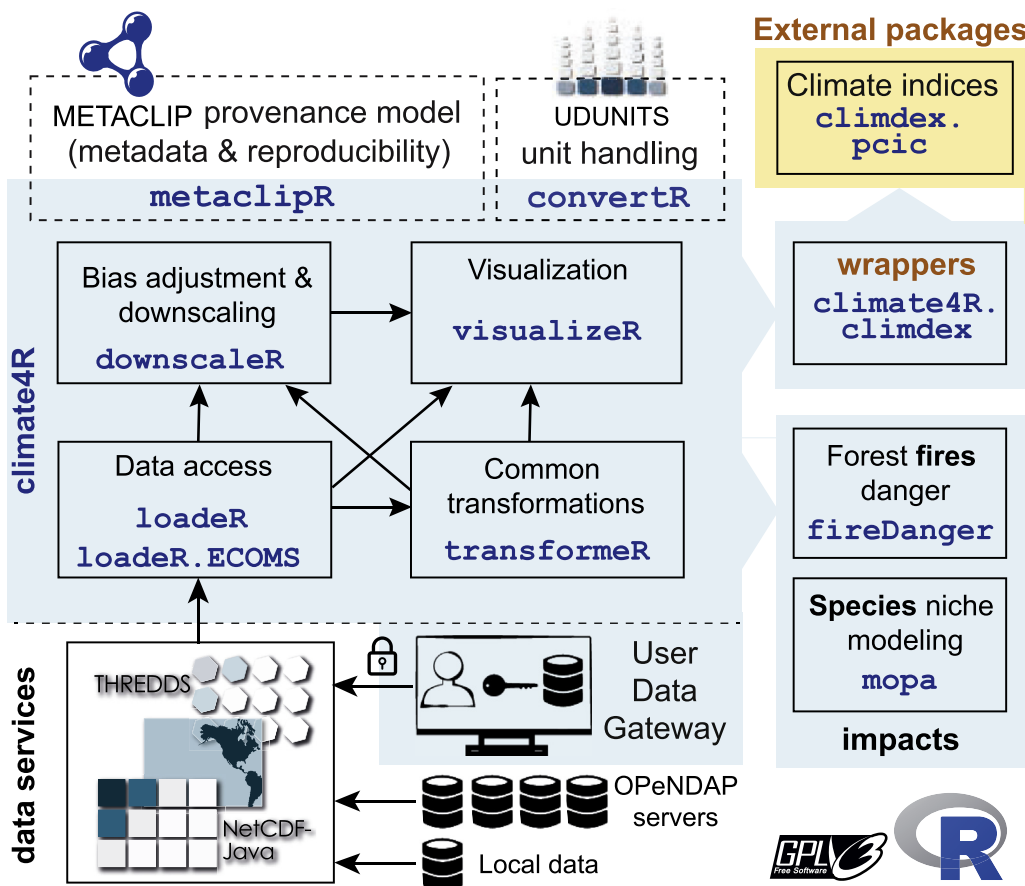 External packages
Climate indices
climdex.
pcic
METACLIP provenance model
(metadata & reproducibility)
metaclipR
UDUNITS
unit handling
convertR
climate4R
Bias adjustment &
downscaling
downscaleR
Visualization
visualizeR
wrappers
climate4R.
climdex
Data access
loadeR
loadeR.ECOMS
Common
transformations
transformeR
Forest fires
danger
fireDanger
Species niche
modeling
mopa
impacts
data services
THREDDS
NetCDF-
Java
User
Data
Gateway
OPeNDAP
servers
Local data
GPL
3
Free Software
R